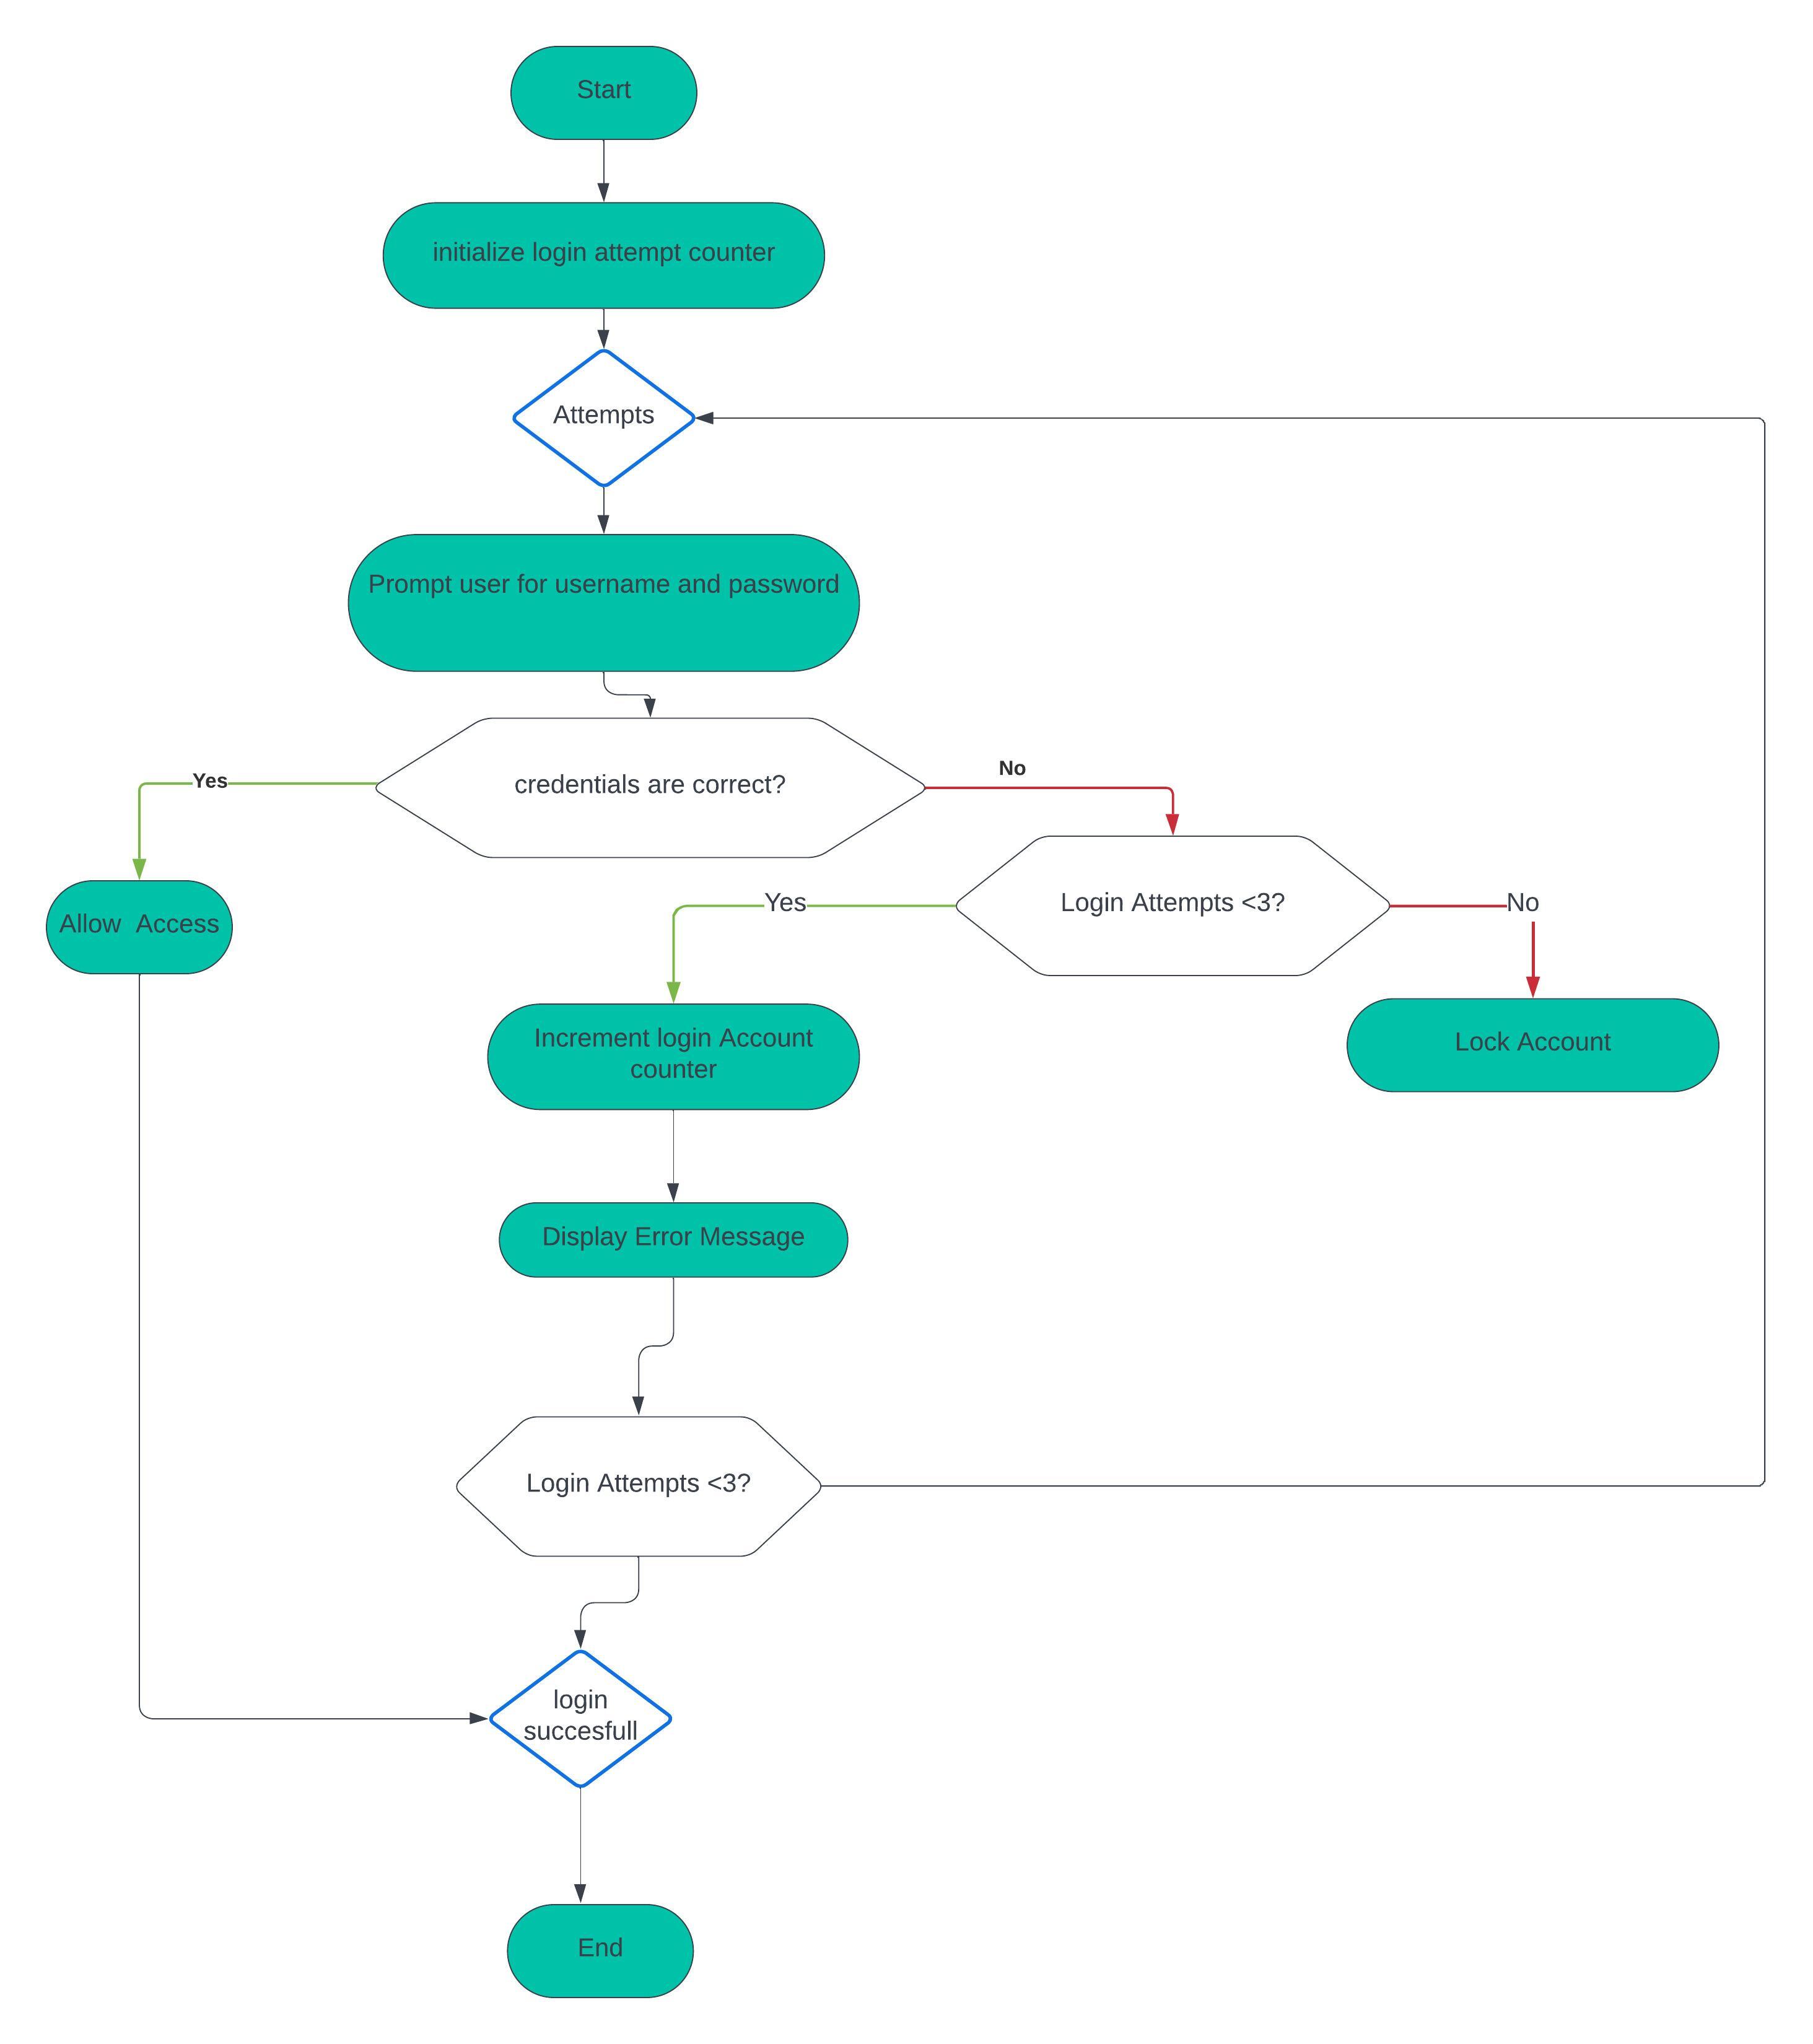 Start
initialize login attempt counter
Attempts
Prompt user for username and password
credentials are correct?
Yes
No
Allow  Access
Login Attempts <3?
Yes
No
Increment login Account
counter
Lock Account
Display Error Message
Login Attempts <3?
login
succesfull
End